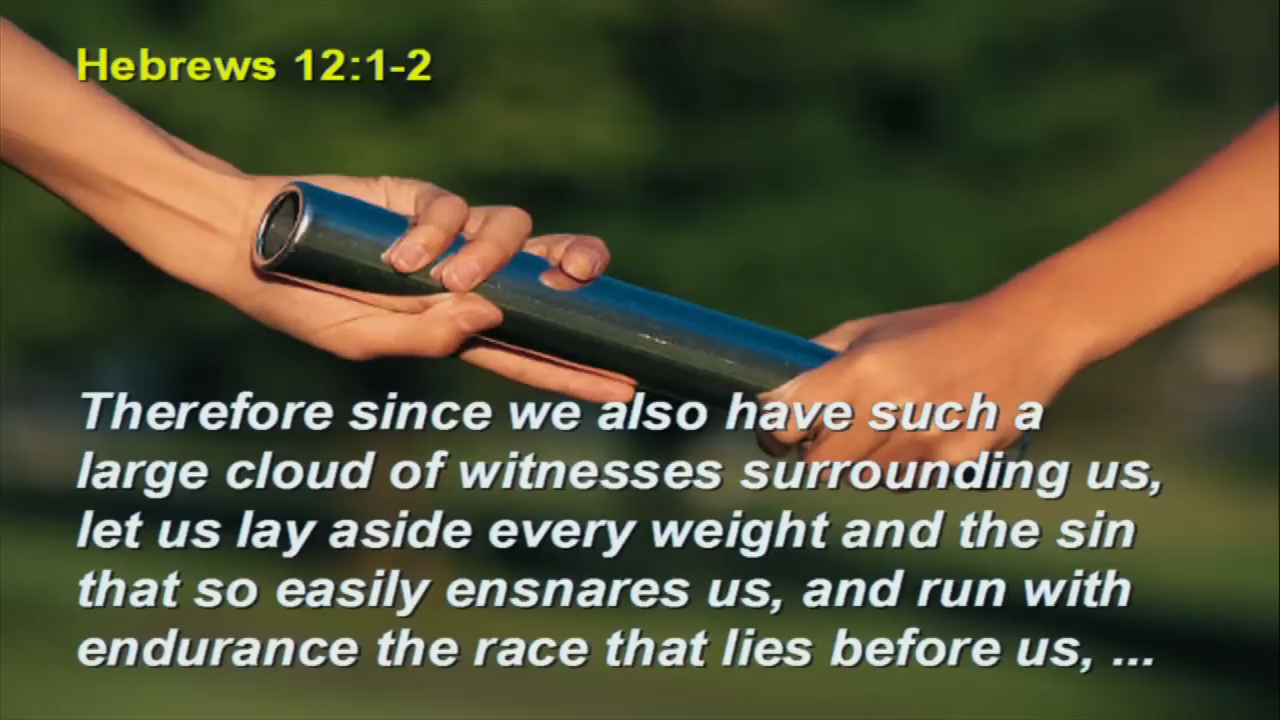 Hebrews 12:1-2
Therefore since we also have such a
large cloud of witnesses surrounding us,
let us lay aside every weight and the sin
that so easily ensnares us, and run with
endurance the race that lies before us, ...